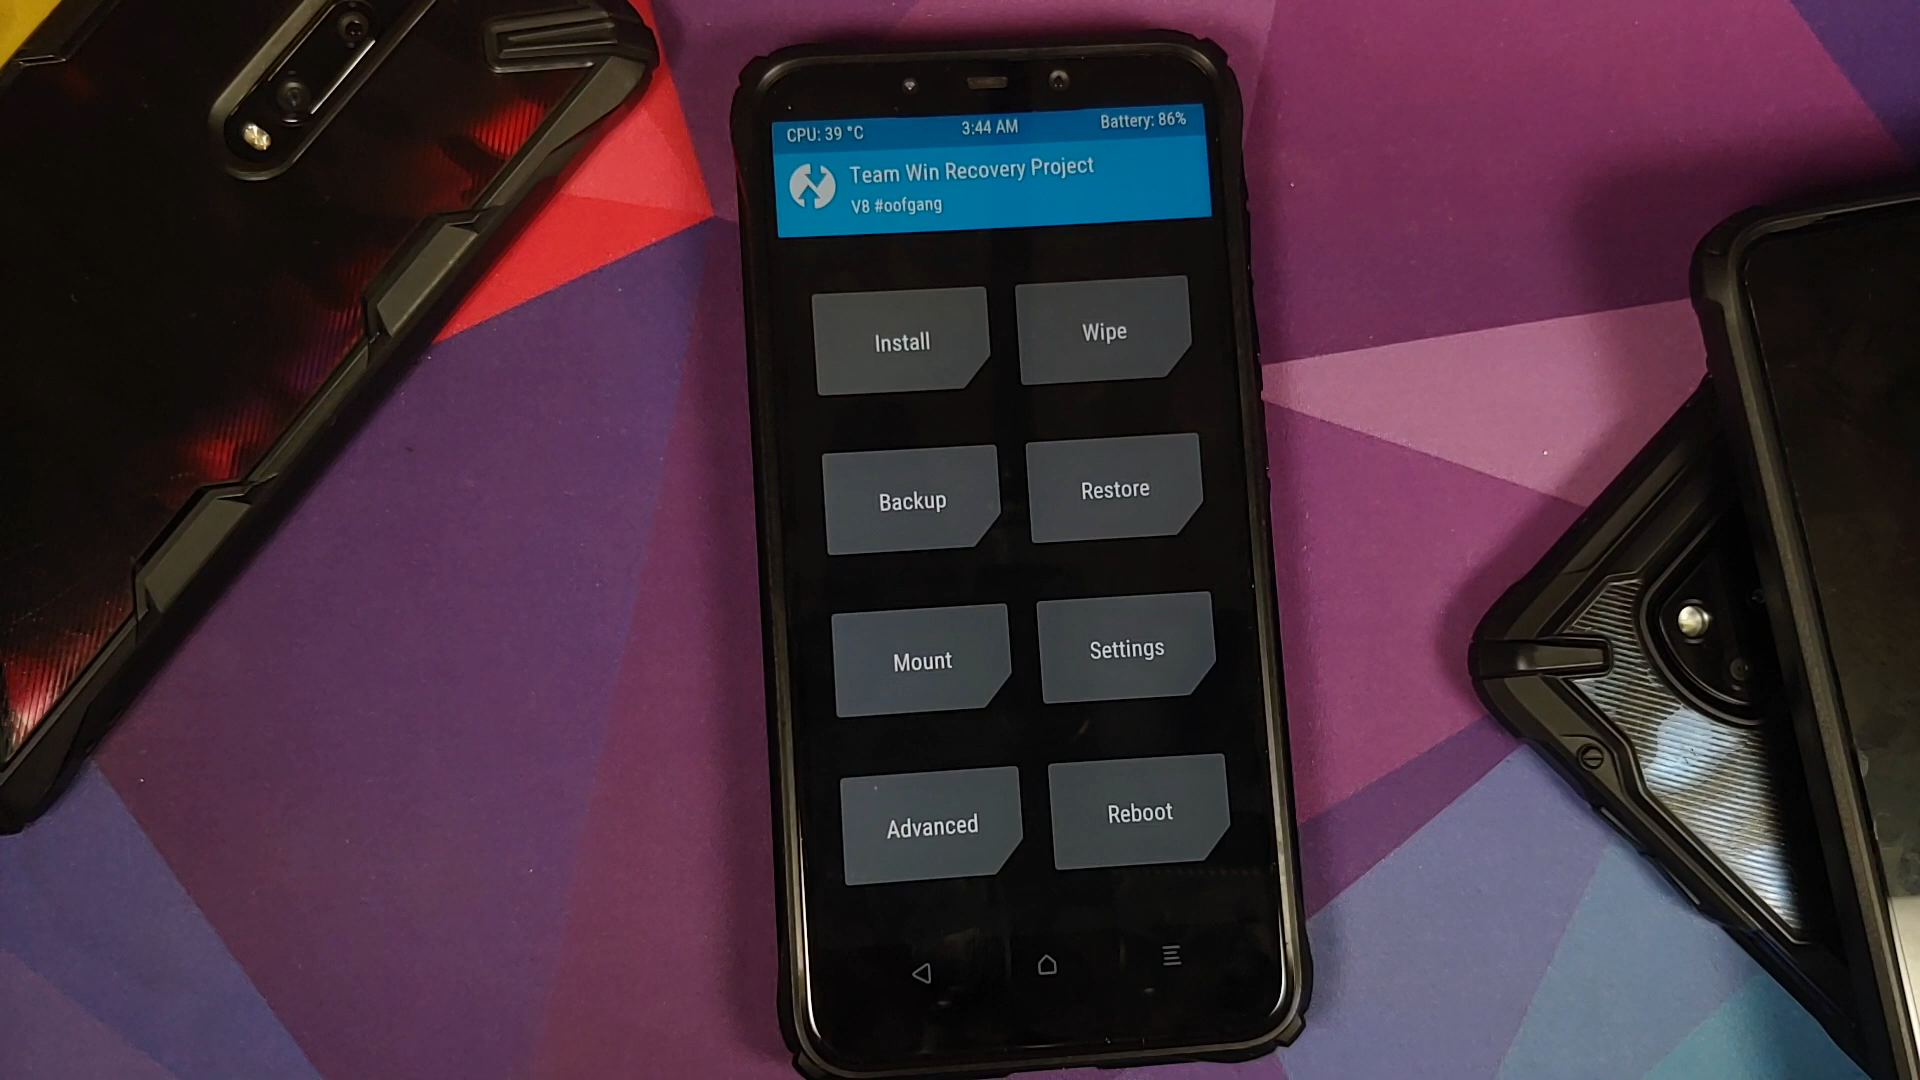 CPU: 39 °C 3:44 AM Battery: 86%
Team Win Recovery Project
V8 #oofgang
Install Wipe
Backup Restore
Mount Settings
Advanced Reboot